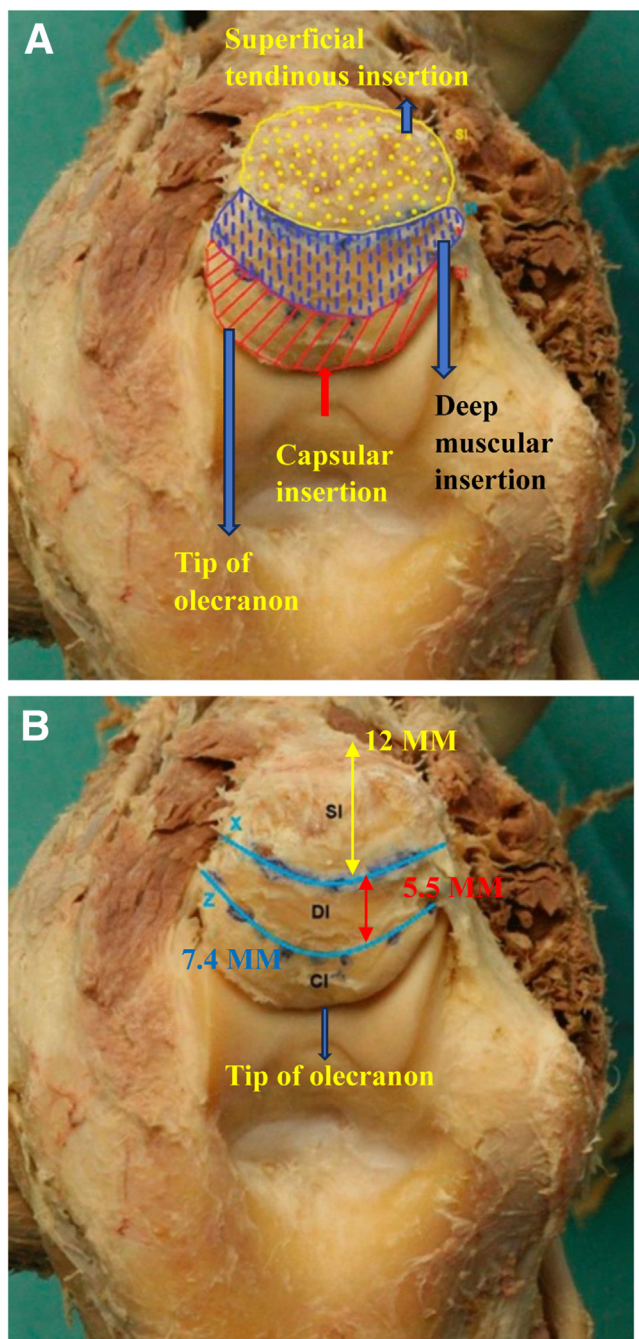 A
Superficial
tendinous insertion
SI
Deep
muscular
insertion
Capsular
insertion
Tip of
olecranon
B
12 MM
SI
X
5.5 MM
Z
DI
7.4 MM
CI
Tip of olecranon